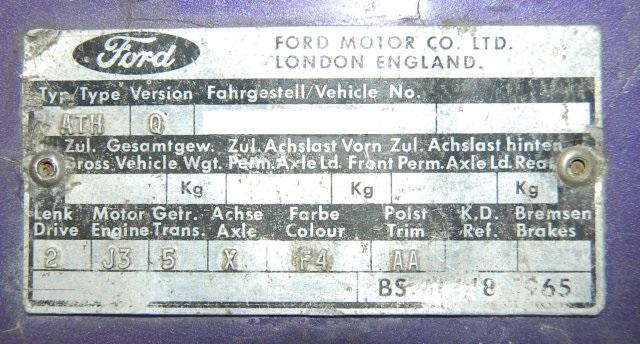 Ford
FORD MOTOR CO. LTD.
LONDON ENGLAND.
Typ/Type Version Fahrgestell/Vehicle No.
ATH Q
Zul. Gesamtgew. Zul. Achslast Vorn Zul. Achslast hinten
Gross Vehicle Wgt. Perm. Axle Ld. Front Perm. Axle Ld. Rear
Kg Kg Kg
Lenk Motor Getr. Achse Farbe Polst K.D. Bremsen
Drive Engine Trans. Axle Colour Trim Ref. Brakes
2 J3 5 X F4 AA
BS